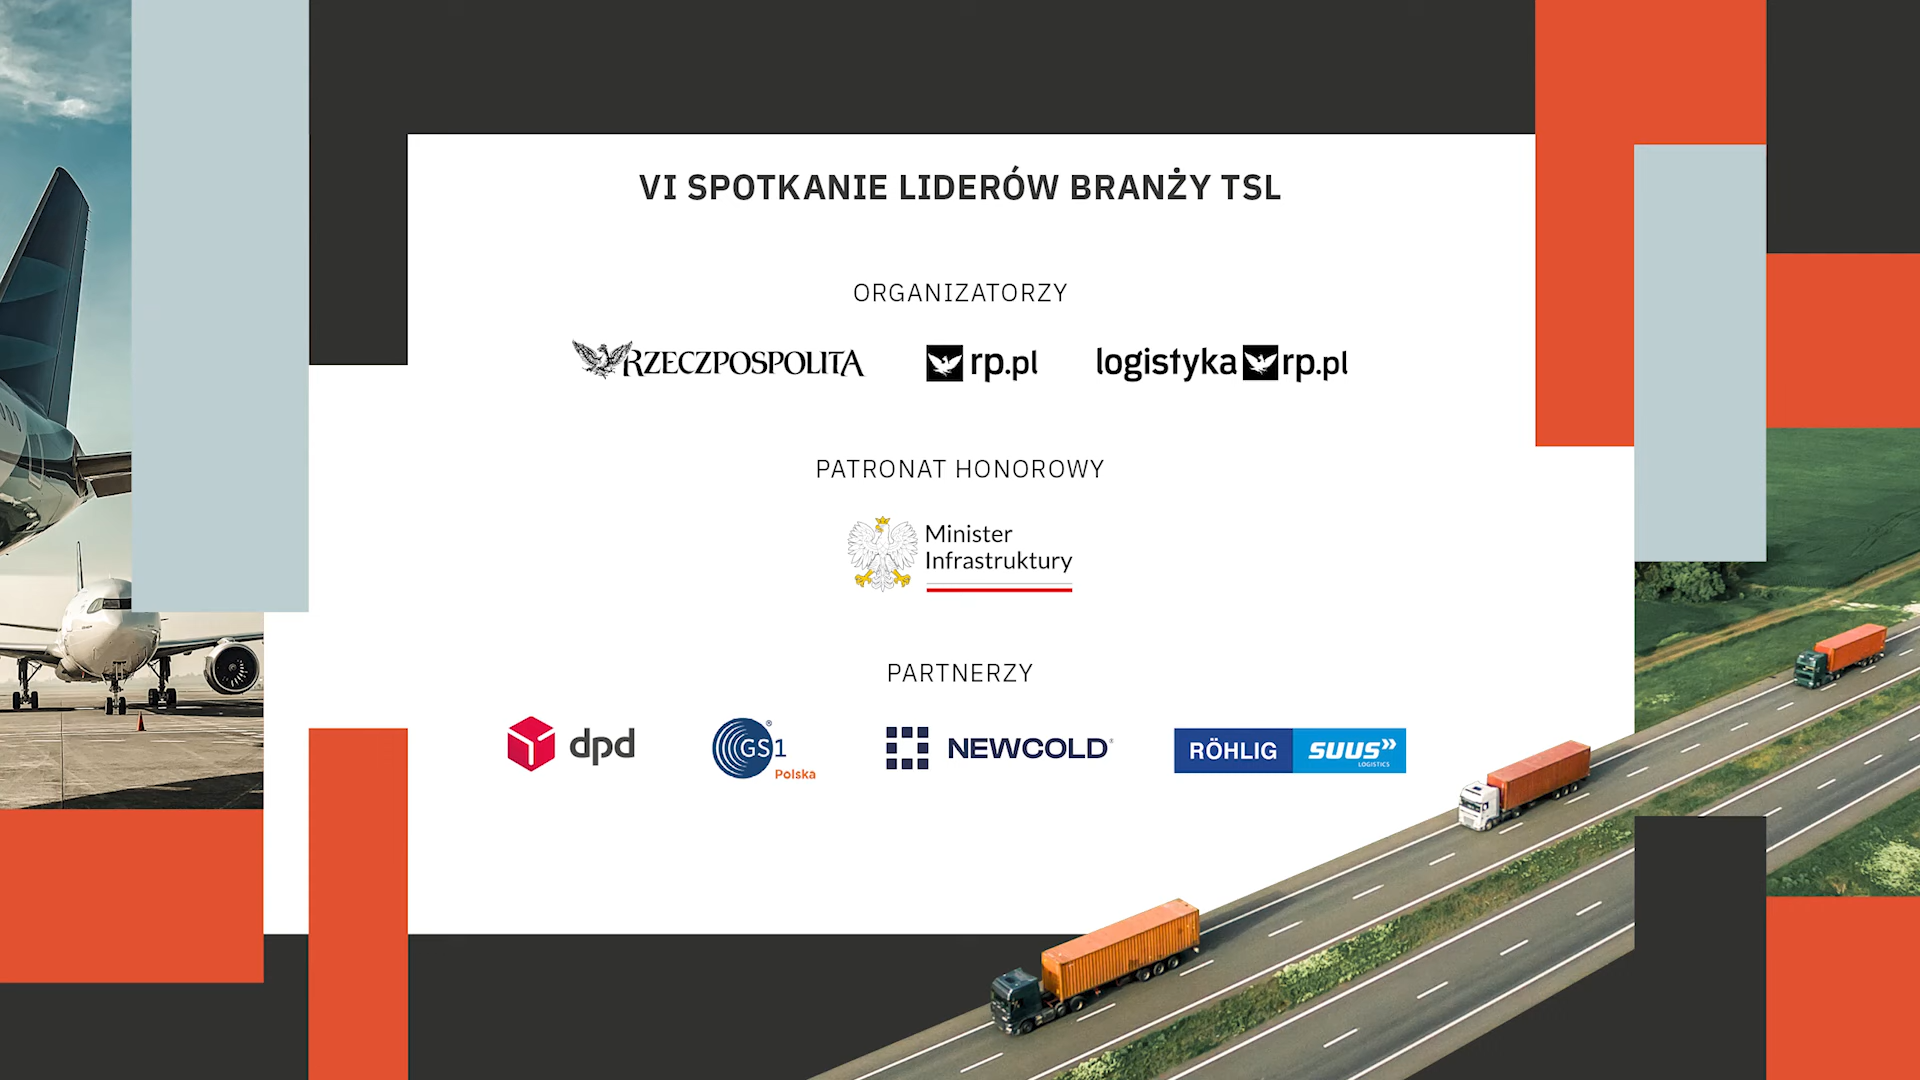 VI SPOTKANIE LIDERÓW BRANŻY TSL
ORGANIZATORZY
RZECZPOSPOLITA rp.pl logistyka rp.pl
PATRONAT HONOROWY
Minister
Infrastruktury
PARTNERZY
dpd GS1 ® NEWCOLD® RÖHLIG SUUS
Polska LOGISTICS